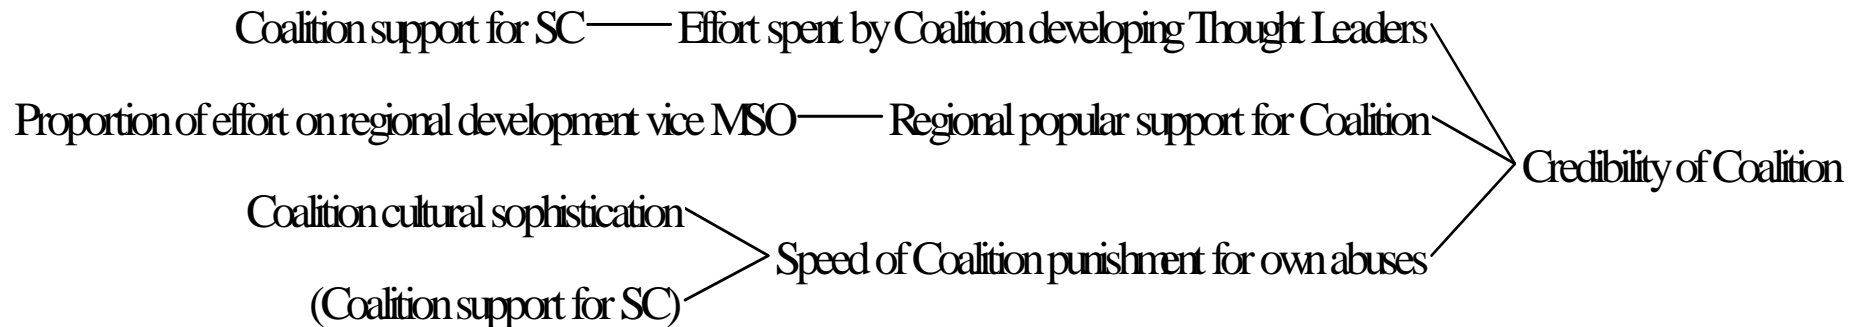 Coalition support for SC
Effort spent by Coalition developing Thought Leaders
Proportion of effort on regional development vice MSO
Regional popular support for Coalition
Credibility of Coalition
Coalition cultural sophistication
Speed of Coalition punishment for own abuses
(Coalition support for SC)